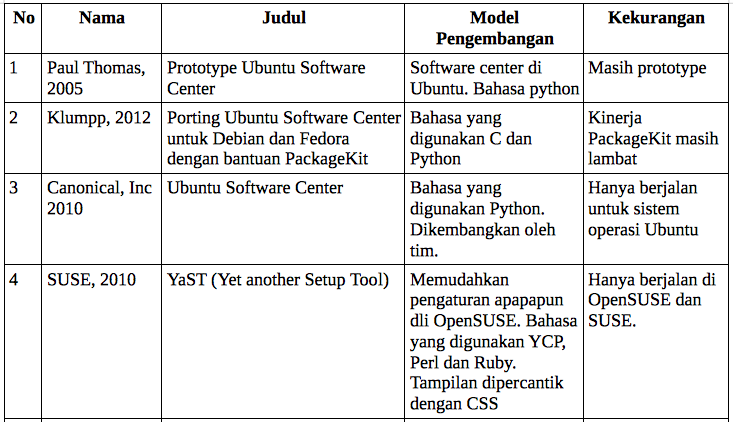 No Nama Judul Model Pengembangan Kekurangan
1 Paul Thomas, 2005 Prototype Ubuntu Software Center Software center di Ubuntu. Bahasa python Masih prototype
2 Klumpp, 2012 Porting Ubuntu Software Center untuk Debian dan Fedora dengan bantuan PackageKit Bahasa yang digunakan C dan Python Kinerja PackageKit masih lambat
3 Canonical, Inc 2010 Ubuntu Software Center Bahasa yang digunakan Python. Dikembangkan oleh tim. Hanya berjalan untuk sistem operasi Ubuntu
4 SUSE, 2010 YaST (Yet another Setup Tool) Memudahkan pengaturan apapapun dli OpenSUSE. Bahasa yang digunakan YCP, Perl dan Ruby. Tampilan dipercantik dengan CSS Hanya berjalan di OpenSUSE dan SUSE.